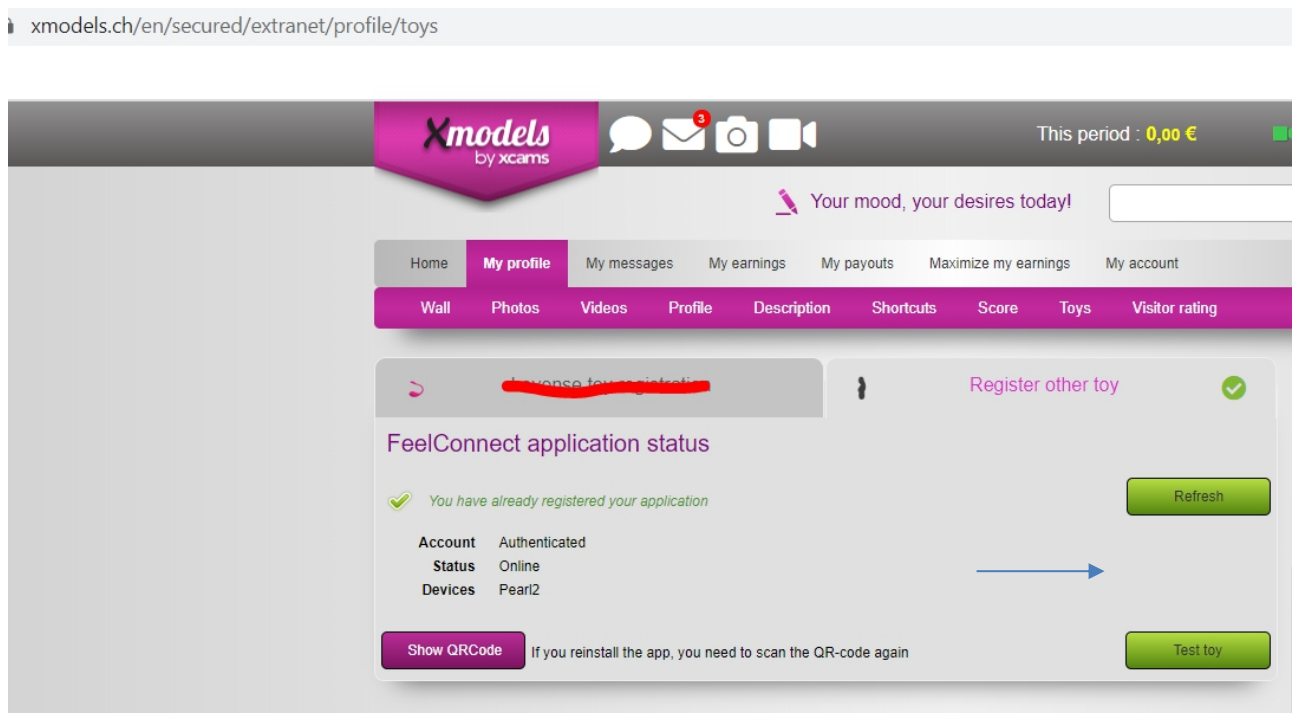 xmodels.ch/en/secured/extranet/profile/toys
Xmodels
by xcams
3
This period : 0,00 €
Your mood, your desires today!
Home My profile My messages My earnings My payouts Maximize my earnings My account
Wall Photos Videos Profile Description Shortcuts Score Toys Visitor rating
toy registration Register other toy
FeelConnect application status
You have already registered your application Refresh
Account Authenticated
Status Online
Devices Pearl2
Show QRCode If you reinstall the app, you need to scan the QR-code again Test toy